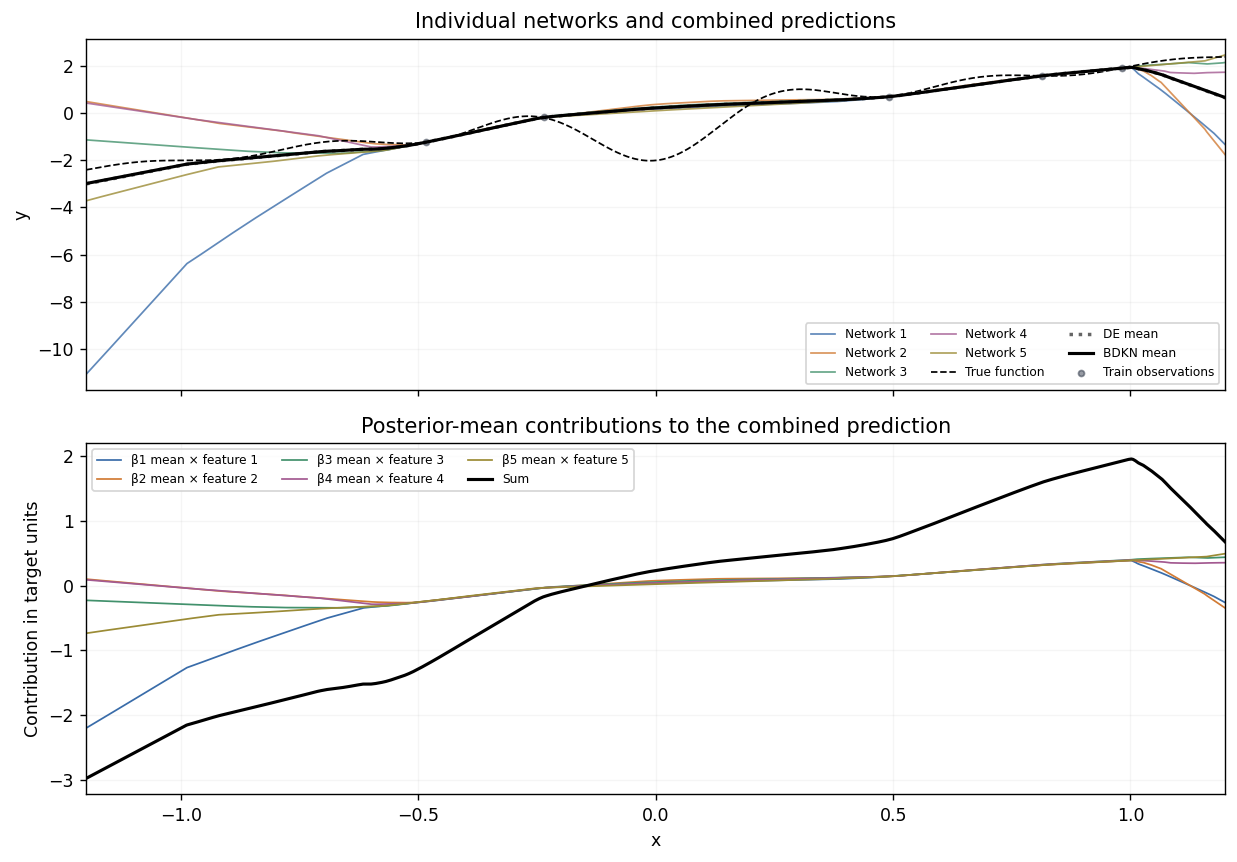 Individual networks and combined predictions
2
0
−2
−4
−6
−8
−10
y
Network 1
Network 2
Network 3
Network 4
Network 5
True function
DE mean
BDKN mean
Train observations
Posterior-mean contributions to the combined prediction
β1 mean × feature 1
β2 mean × feature 2
β3 mean × feature 3
β4 mean × feature 4
β5 mean × feature 5
Sum
2
1
0
−1
−2
−3
Contribution in target units
−1.0
−0.5
0.0
0.5
1.0
x